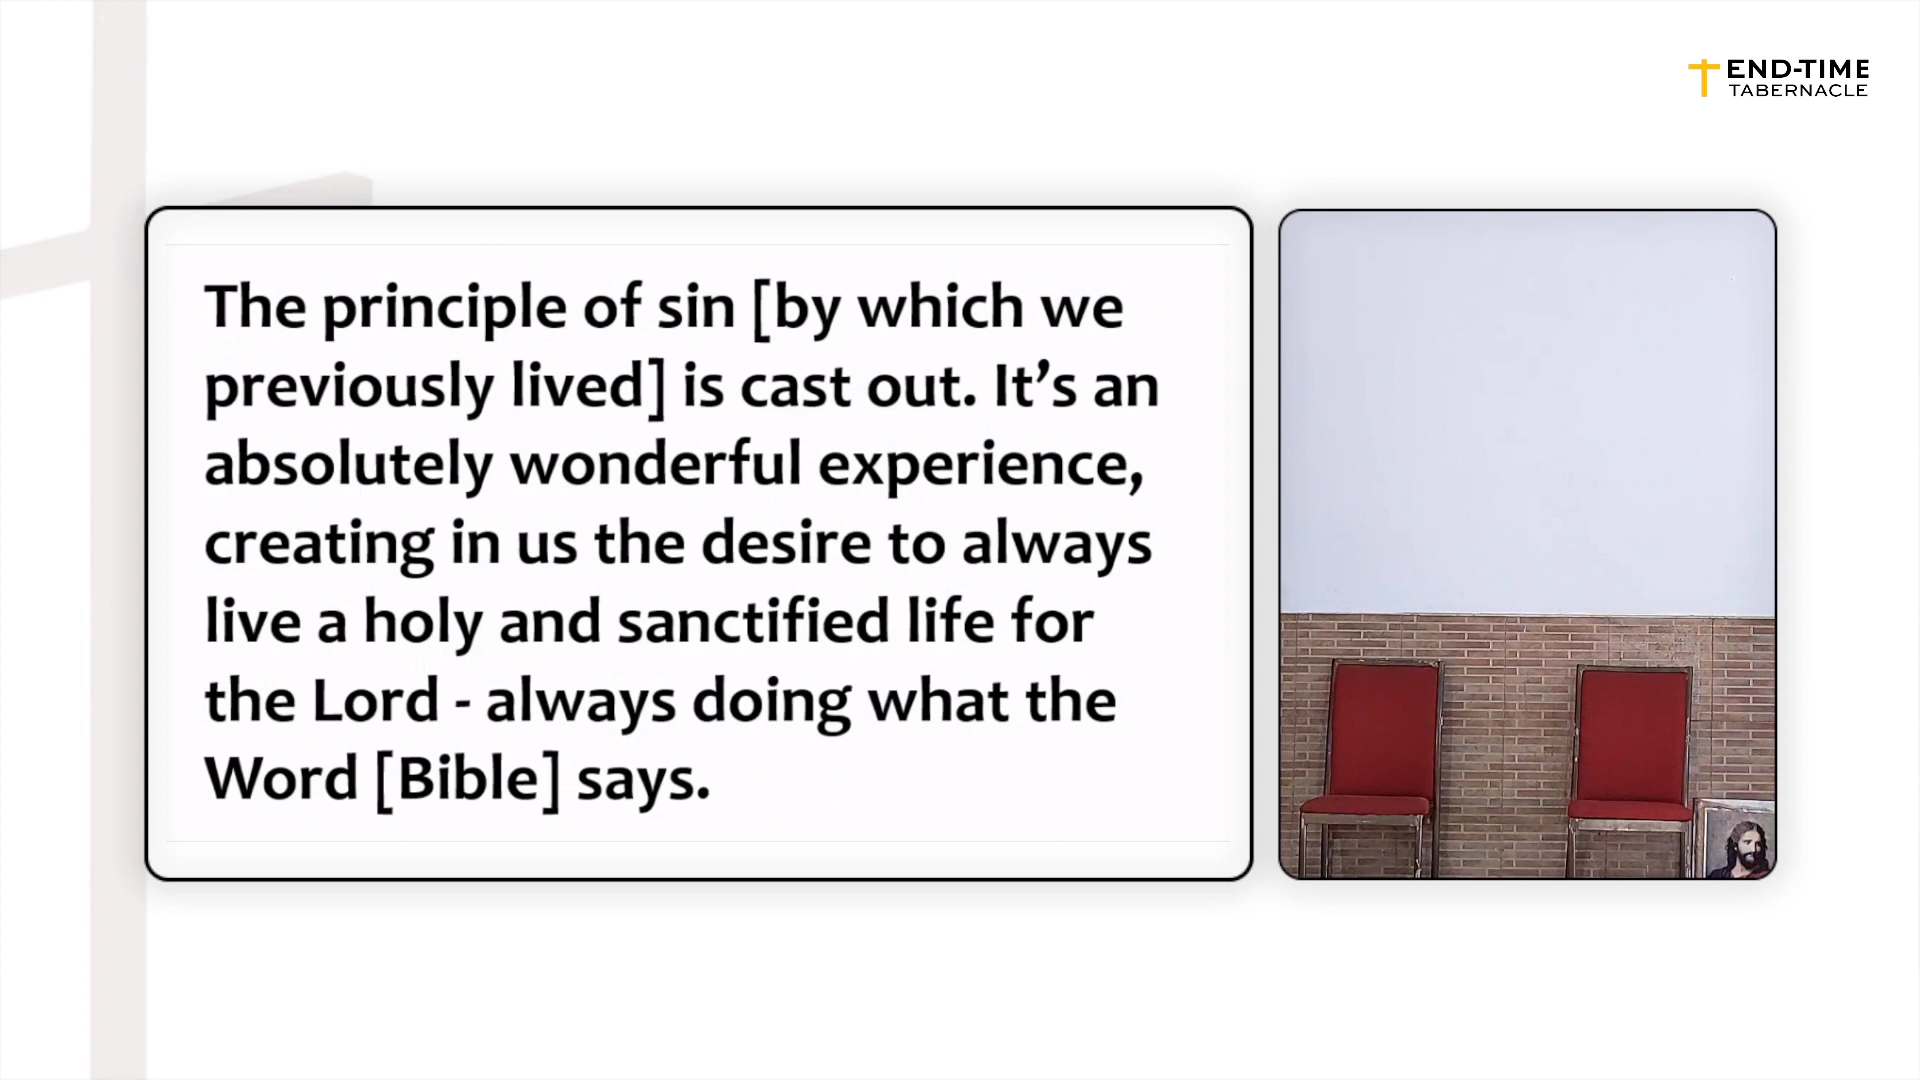 END-TIME
TABERNACLE
The principle of sin [by which we
previously lived] is cast out. It’s an
absolutely wonderful experience,
creating in us the desire to always
live a holy and sanctified life for
the Lord - always doing what the
Word [Bible] says.